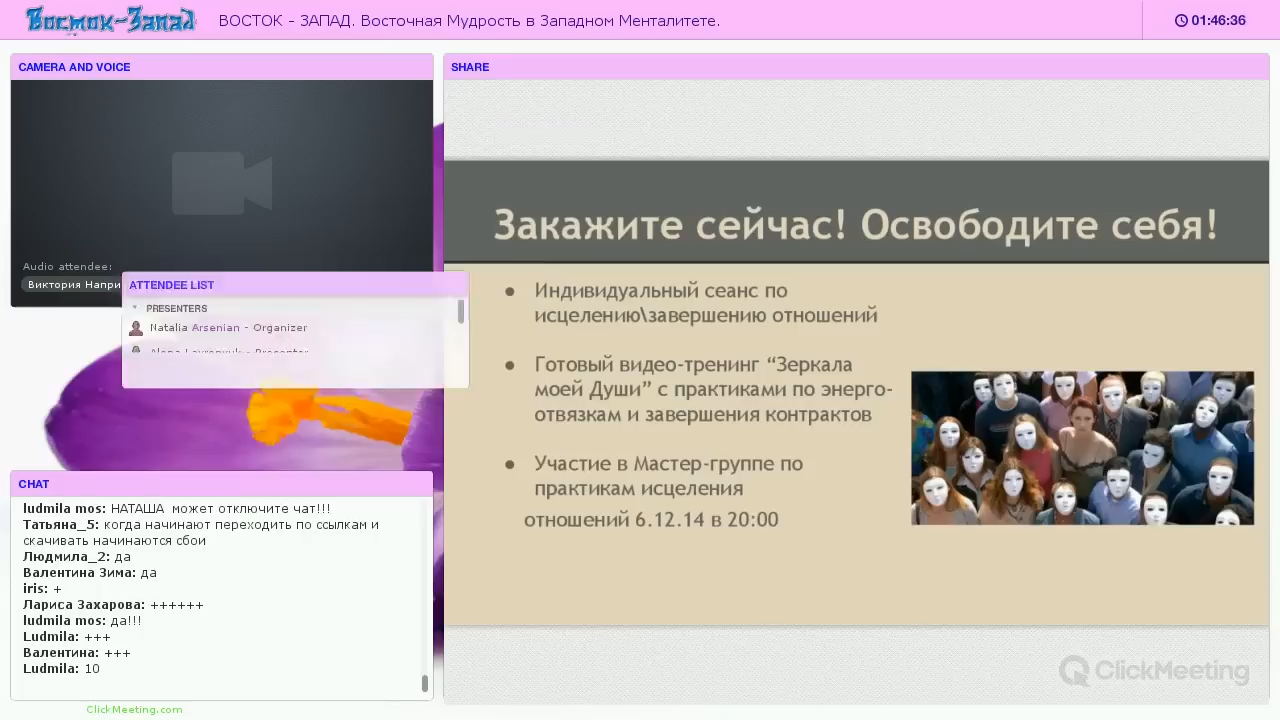 Восток-Запад
ВОСТОК - ЗАПАД. Восточная Мудрость в Западном Менталитете.
01:46:36
CAMERA AND VOICE
Audio attendee:
Виктория Напри
ATTENDEE LIST
PRESENTERS
Natalia Arsenian - Organizer
CHAT
ludmila mos: НАТАША может отключите чат!!!
Татьяна_5: когда начинают переходить по ссылкам и
скачивать начинаются сбои
Людмила_2: да
Валентина Зима: да
iris: +
Лариса Захарова: ++++++
ludmila mos: да!!!
Ludmila: +++
Валентина: +++
Ludmila: 10
ClickMeeting.com
SHARE
Закажите сейчас! Освободите себя!
● Индивидуальный сеанс по
исцелению\завершению отношений
● Готовый видео-тренинг “Зеркала
моей Души” с практиками по энерго-
отвязкам и завершения контрактов
● Участие в Мастер-группе по
практикам исцеления
отношений 6.12.14 в 20:00
ClickMeeting